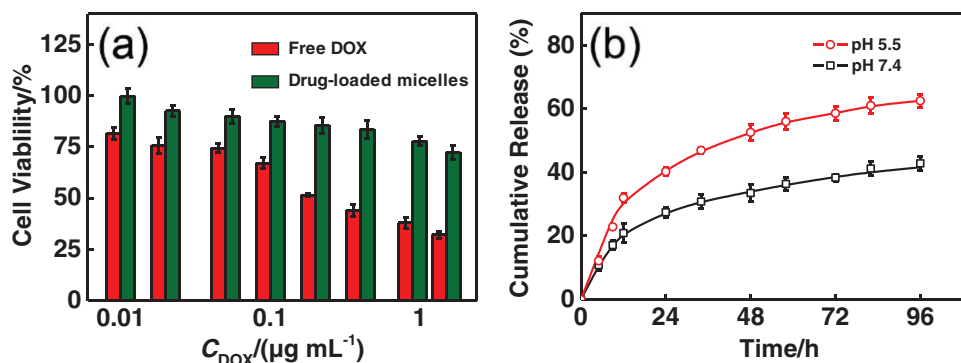 (a)
Free DOX
Drug-loaded micelles
Cell Viablility/%
125
100
75
50
25
0
0.01 0.1 1
C_DOX/(µg mL⁻¹)
(b)
pH 5.5
pH 7.4
Cumulative Release (%)
80
60
40
20
0
0 24 48 72 96
Time/h